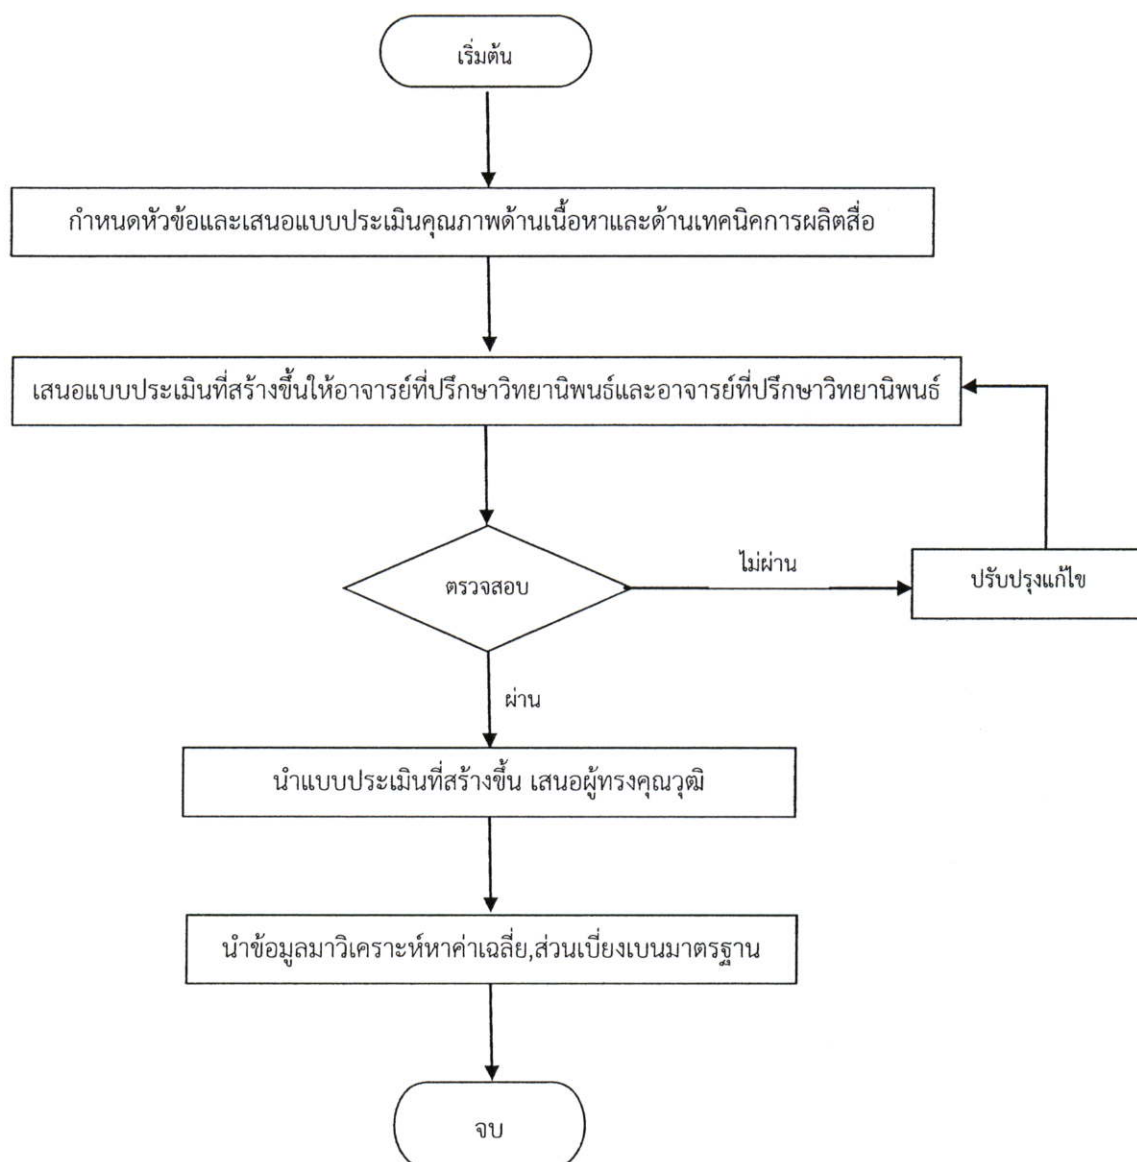 เริ่มต้น
กำหนดหัวข้อและเสนอแบบประเมินคุณภาพด้านเนื้อหาและด้านเทคนิคการผลิตสื่อ
เสนอแบบประเมินที่สร้างขึ้นให้อาจารย์ที่ปรึกษาวิทยานิพนธ์และอาจารย์ที่ปรึกษาวิทยานิพนธ์
ตรวจสอบ
ไม่ผ่าน
ปรับปรุงแก้ไข
ผ่าน
นำแบบประเมินที่สร้างขึ้น เสนอผู้ทรงคุณวุฒิ
นำข้อมูลมาวิเคราะห์หาค่าเฉลี่ย,ส่วนเบี่ยงเบนมาตรฐาน
จบ